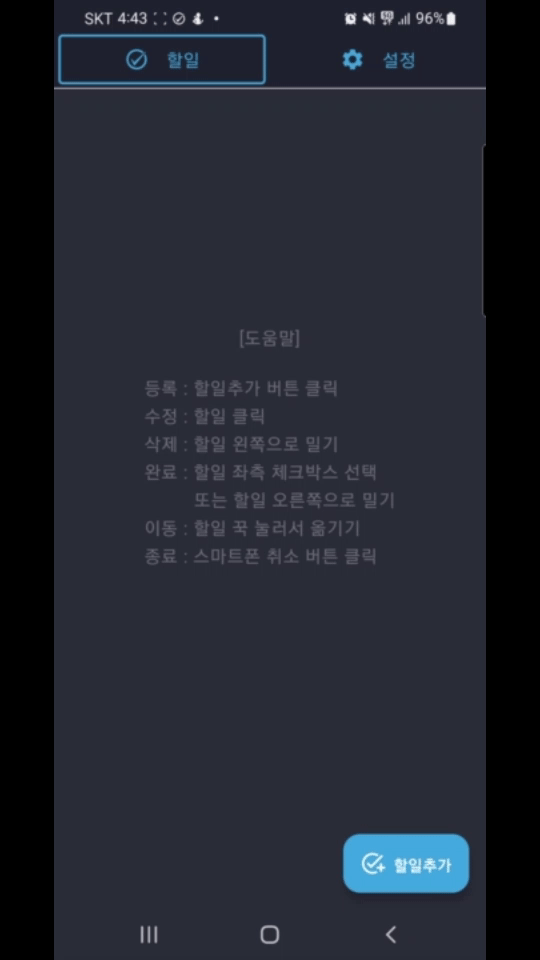 SKT 4:43
96%
할일
설정
[도움말]
등록 : 할일추가 버튼 클릭
수정 : 할일 클릭
삭제 : 할일 왼쪽으로 밀기
완료 : 할일 좌측 체크박스 선택
또는 할일 오른쪽으로 밀기
이동 : 할일 꾹 눌러서 옮기기
종료 : 스마트폰 취소 버튼 클릭
할일추가